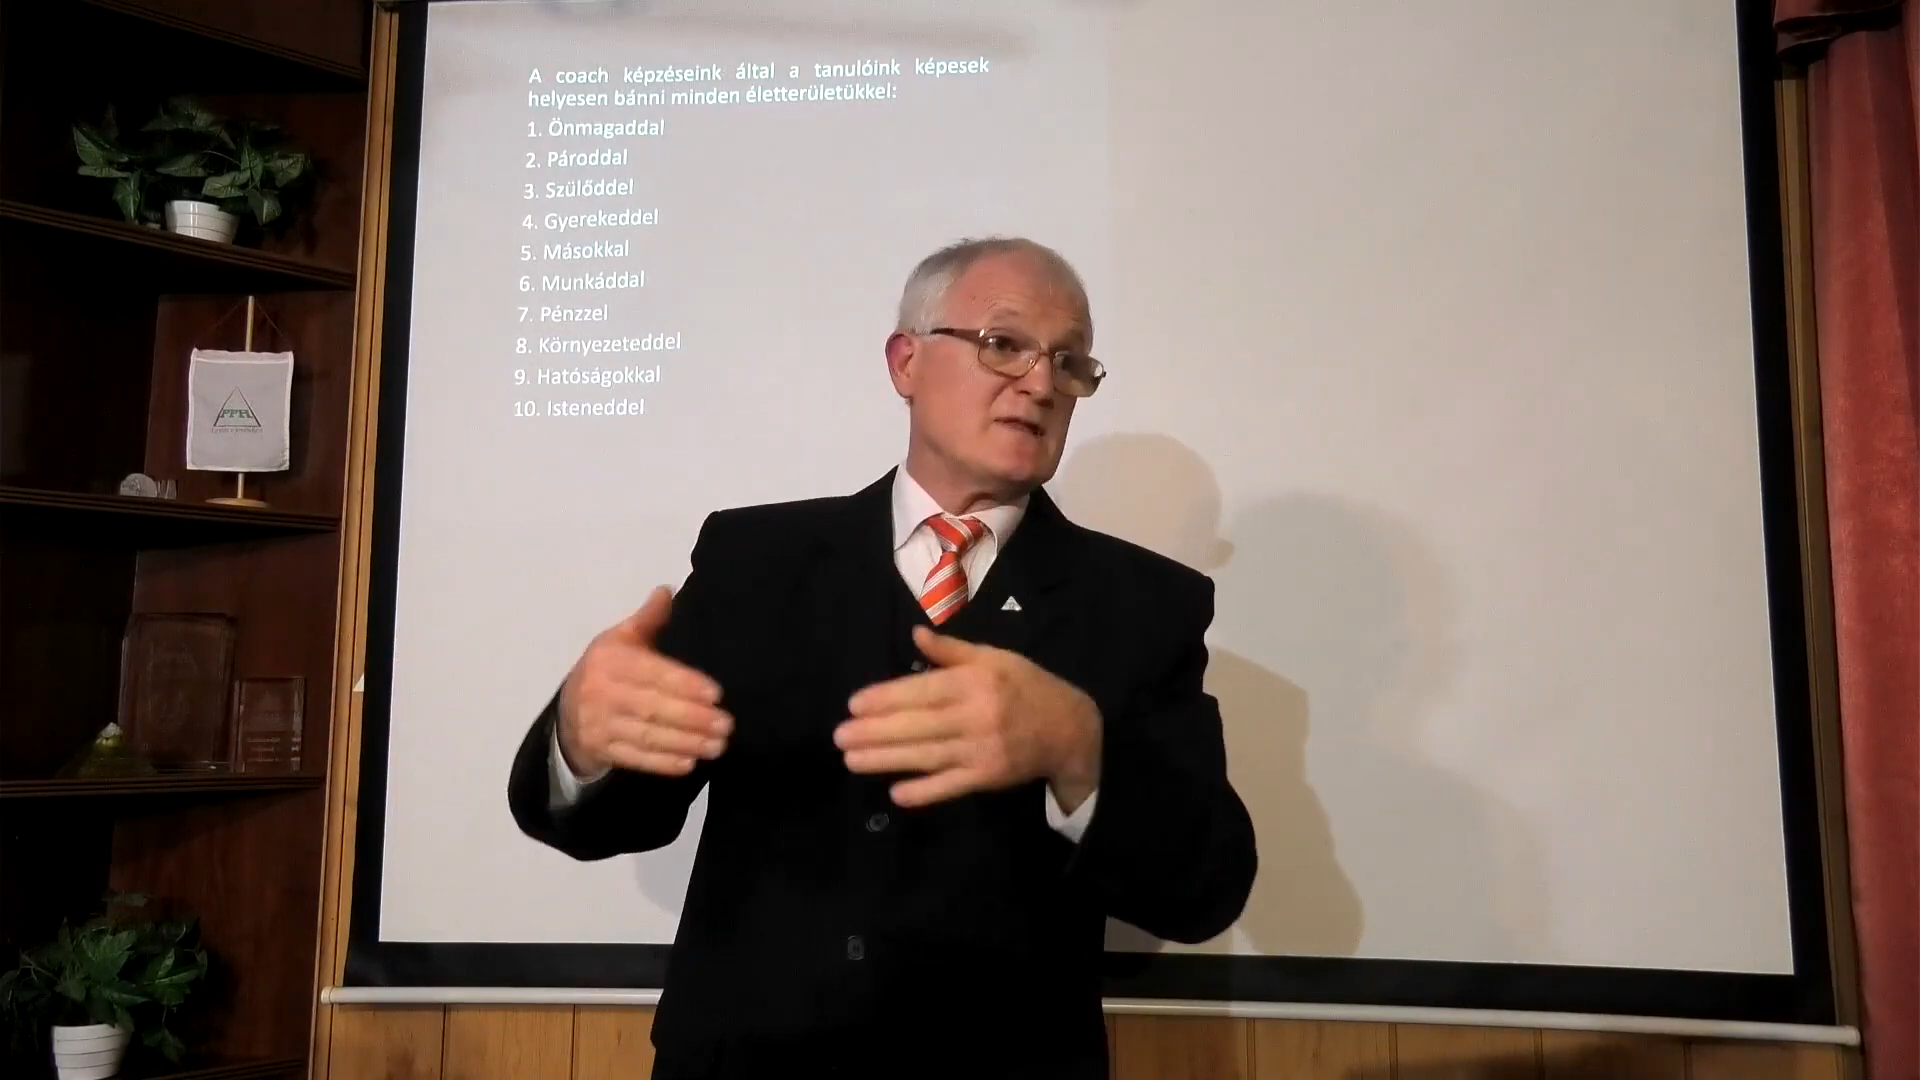 A coach képzéseink által a tanulóink képesek
helyesen bánni minden életterületükkel:
1. Önmagaddal
2. Pároddal
3. Szülőddel
4. Gyerekeddel
5. Másokkal
6. Munkáddal
7. Pénzzel
8. Környezeteddel
9. Hatóságokkal
10. Isteneddel
PPH